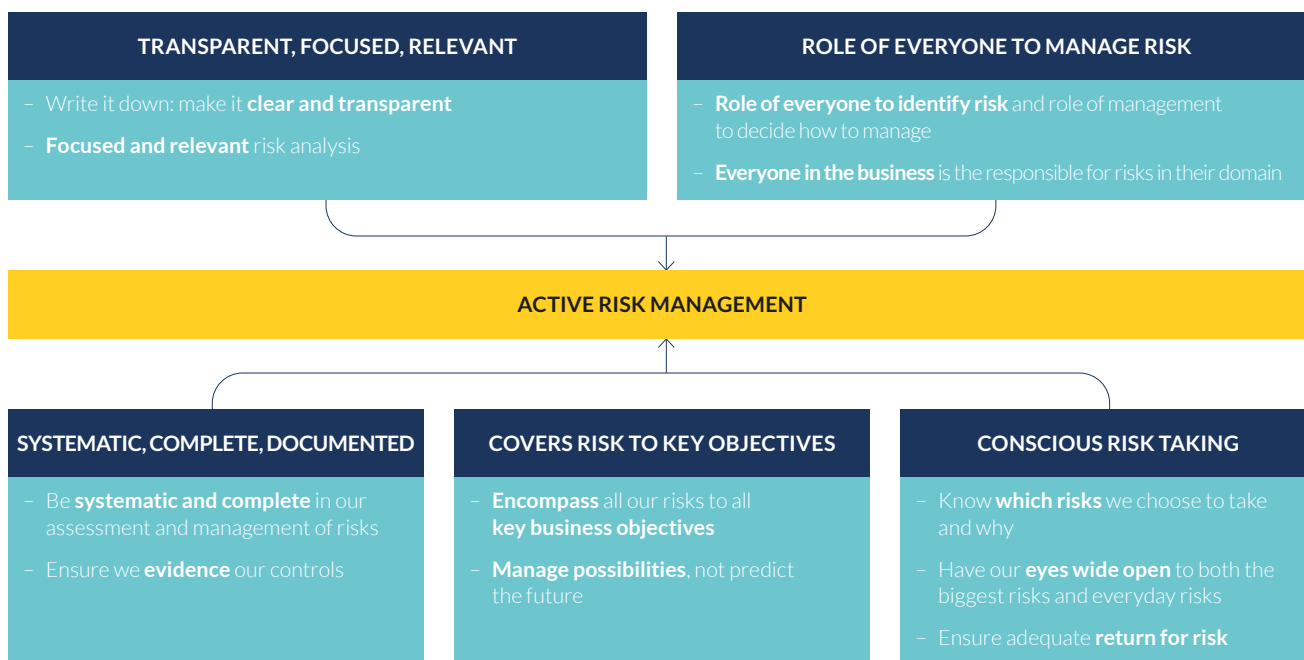 TRANSPARENT, FOCUSED, RELEVANT
– Write it down: make it clear and transparent
– Focused and relevant risk analysis
ROLE OF EVERYONE TO MANAGE RISK
– Role of everyone to identify risk and role of management
to decide how to manage
– Everyone in the business is the responsible for risks in their domain
ACTIVE RISK MANAGEMENT
SYSTEMATIC, COMPLETE, DOCUMENTED
– Be systematic and complete in our
assessment and management of risks
– Ensure we evidence our controls
COVERS RISK TO KEY OBJECTIVES
– Encompass all our risks to all
key business objectives
– Manage possibilities, not predict
the future
CONSCIOUS RISK TAKING
– Know which risks we choose to take
and why
– Have our eyes wide open to both the
biggest risks and everyday risks
– Ensure adequate return for risk